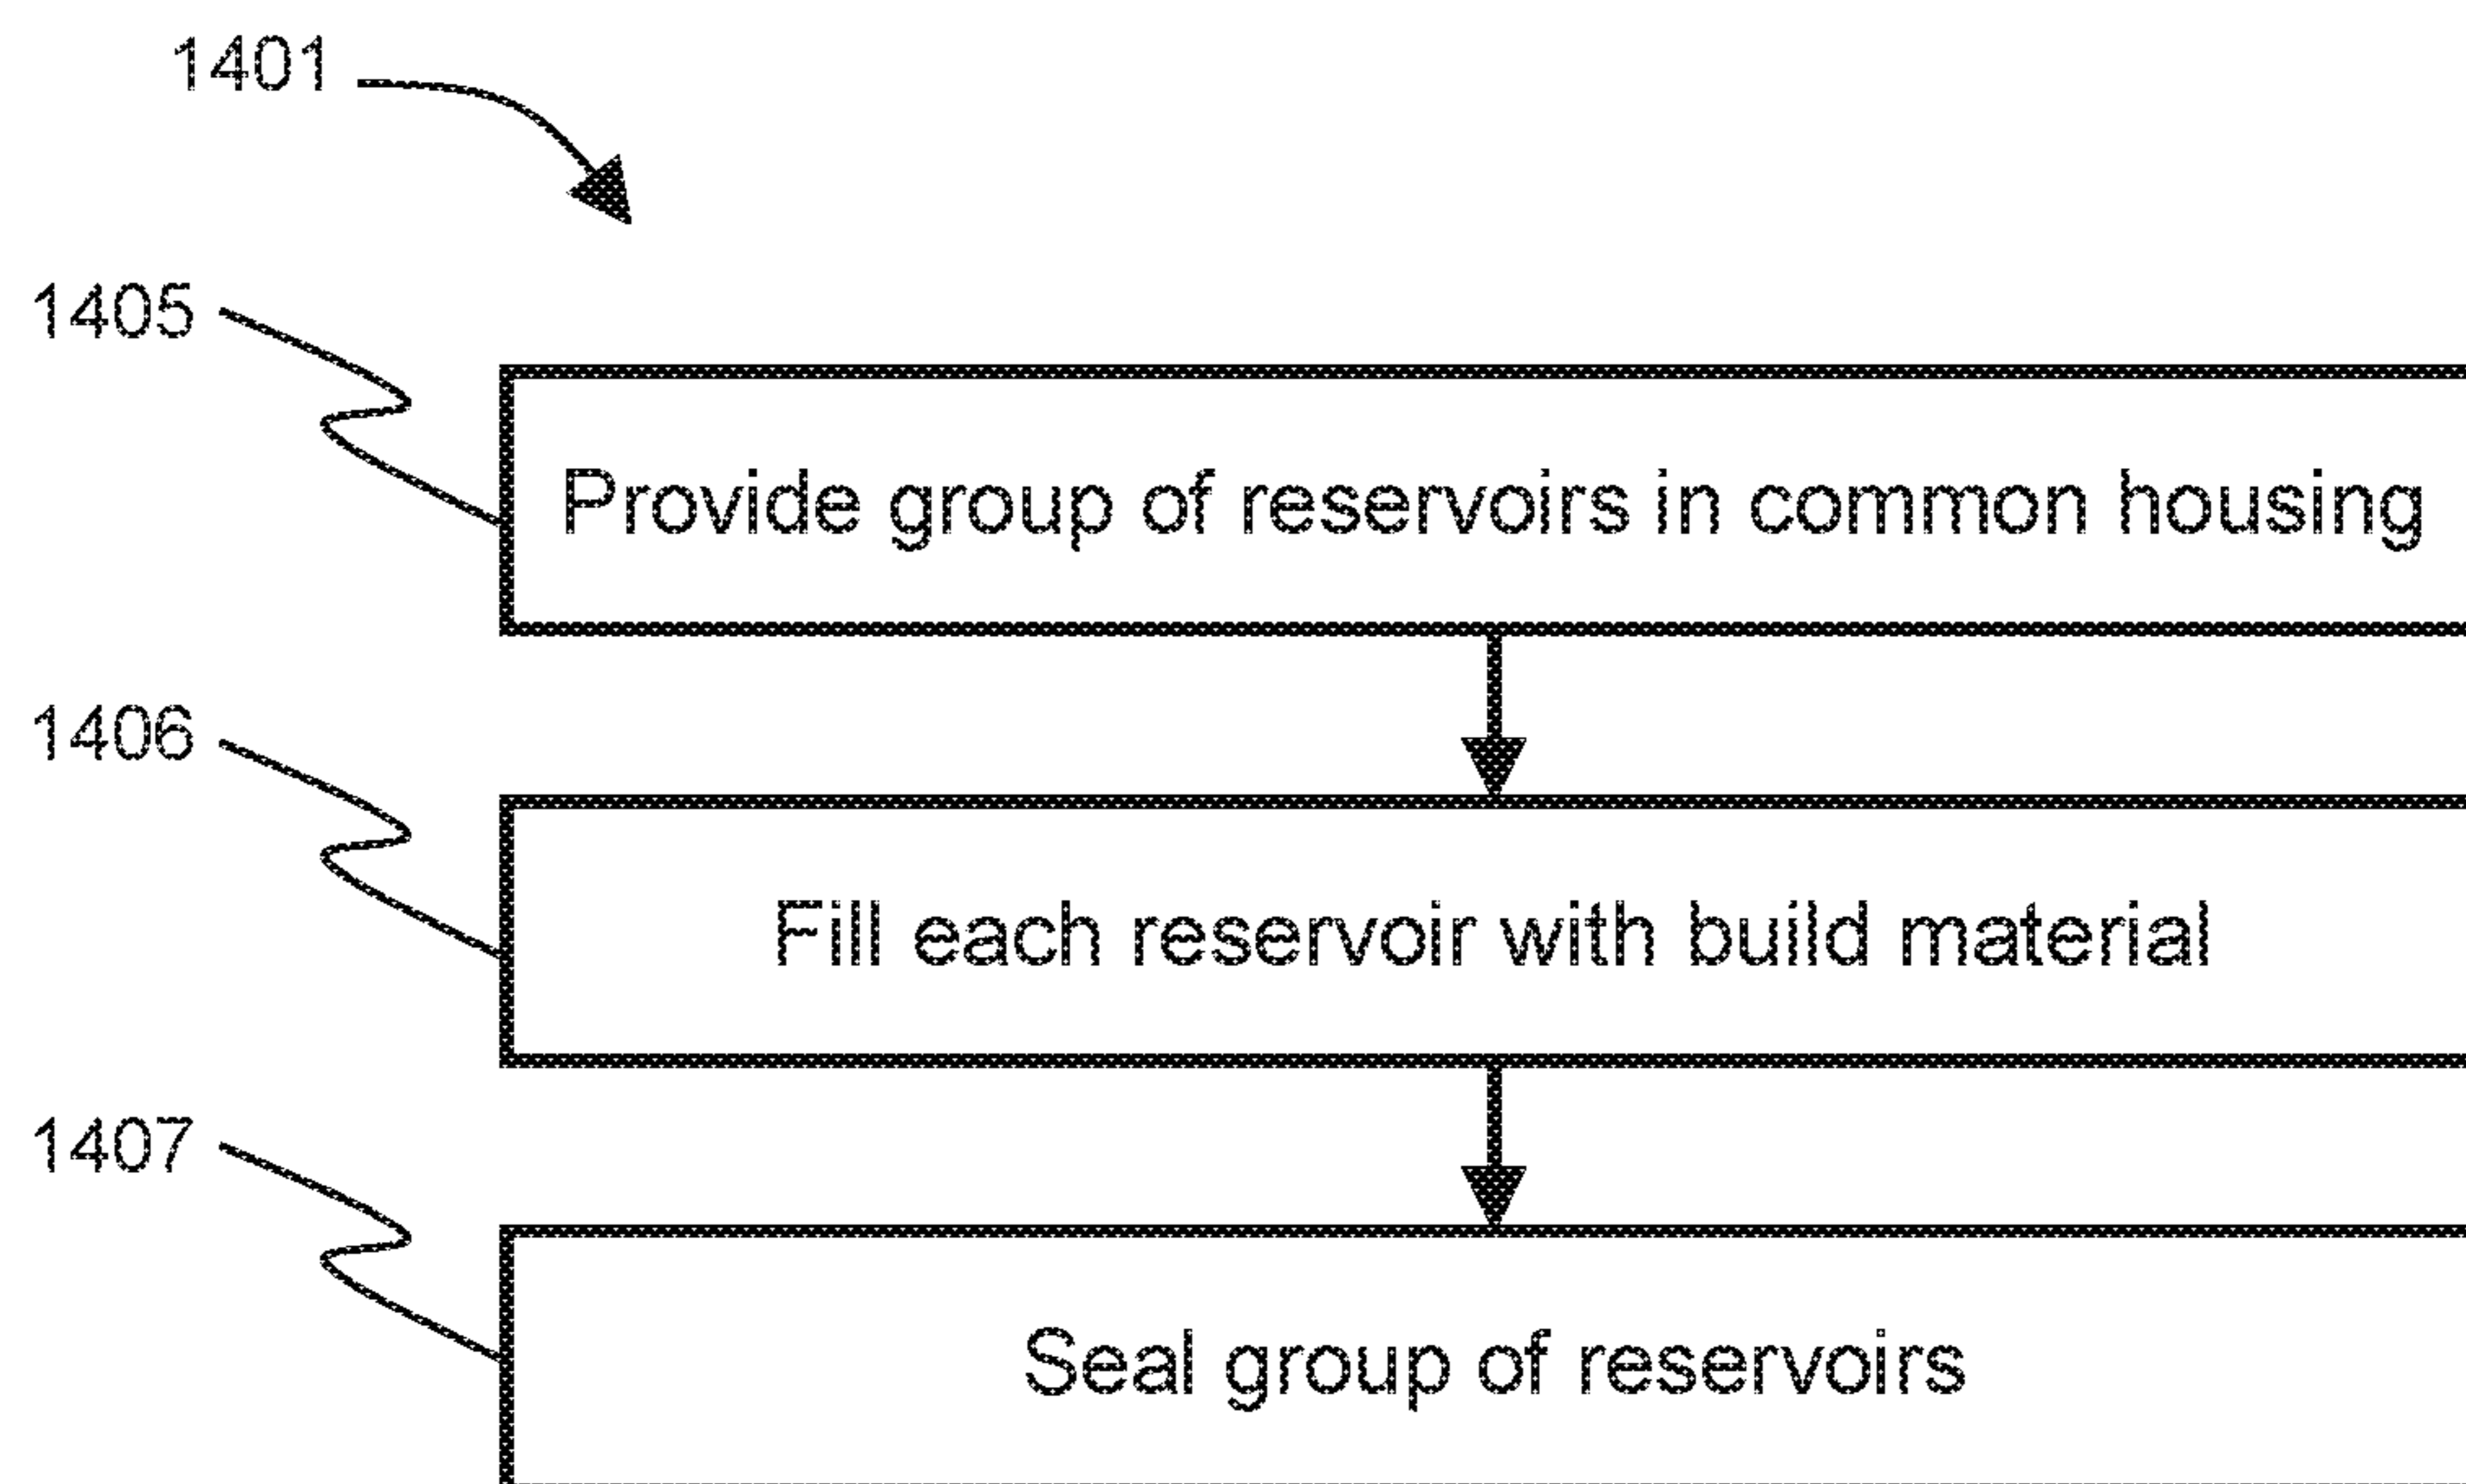 1401
1405
Provide group of reservoirs in common housing
1406
Fill each reservoir with build material
1407
Seal group of reservoirs